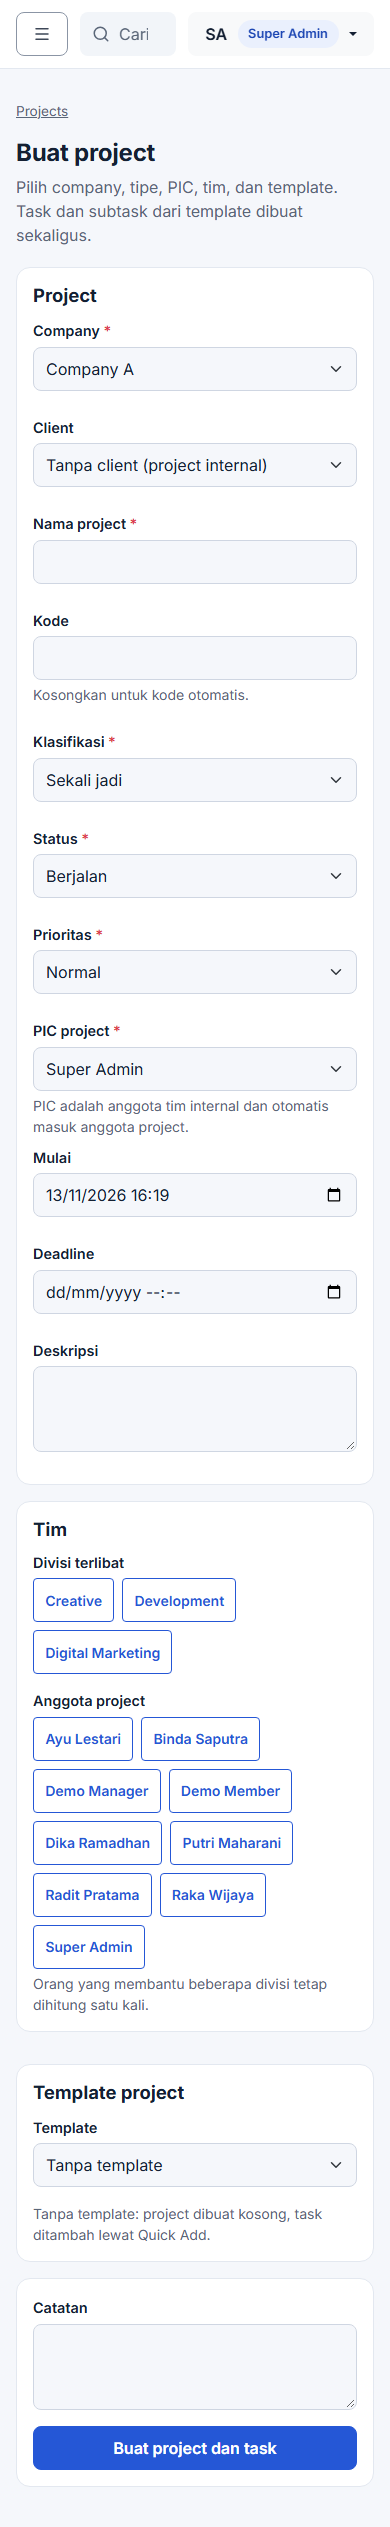 Cari
SA Super Admin
Projects
Buat project
Pilih company, tipe, PIC, tim, dan template.
Task dan subtask dari template dibuat
sekaligus.
Project
Company *
Company A
Client
Tanpa client (project internal)
Nama project *
Kode
Kosongkan untuk kode otomatis.
Klasifikasi *
Sekali jadi
Status *
Berjalan
Prioritas *
Normal
PIC project *
Super Admin
PIC adalah anggota tim internal dan otomatis
masuk anggota project.
Mulai
13/11/2026 16:19
Deadline
dd/mm/yyyy --:--
Deskripsi
Tim
Divisi terlibat
Creative Development
Digital Marketing
Anggota project
Ayu Lestari Binda Saputra
Demo Manager Demo Member
Dika Ramadhan Putri Maharani
Radit Pratama Raka Wijaya
Super Admin
Orang yang membantu beberapa divisi tetap
dihitung satu kali.
Template project
Template
Tanpa template
Tanpa template: project dibuat kosong, task
ditambah lewat Quick Add.
Catatan
Buat project dan task